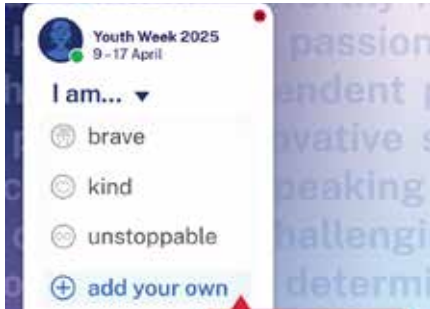 Youth Week 2025
9-17 April
I am...
brave
kind
unstoppable
add your own
passion
endent
vative
peaking
hallengi
determi